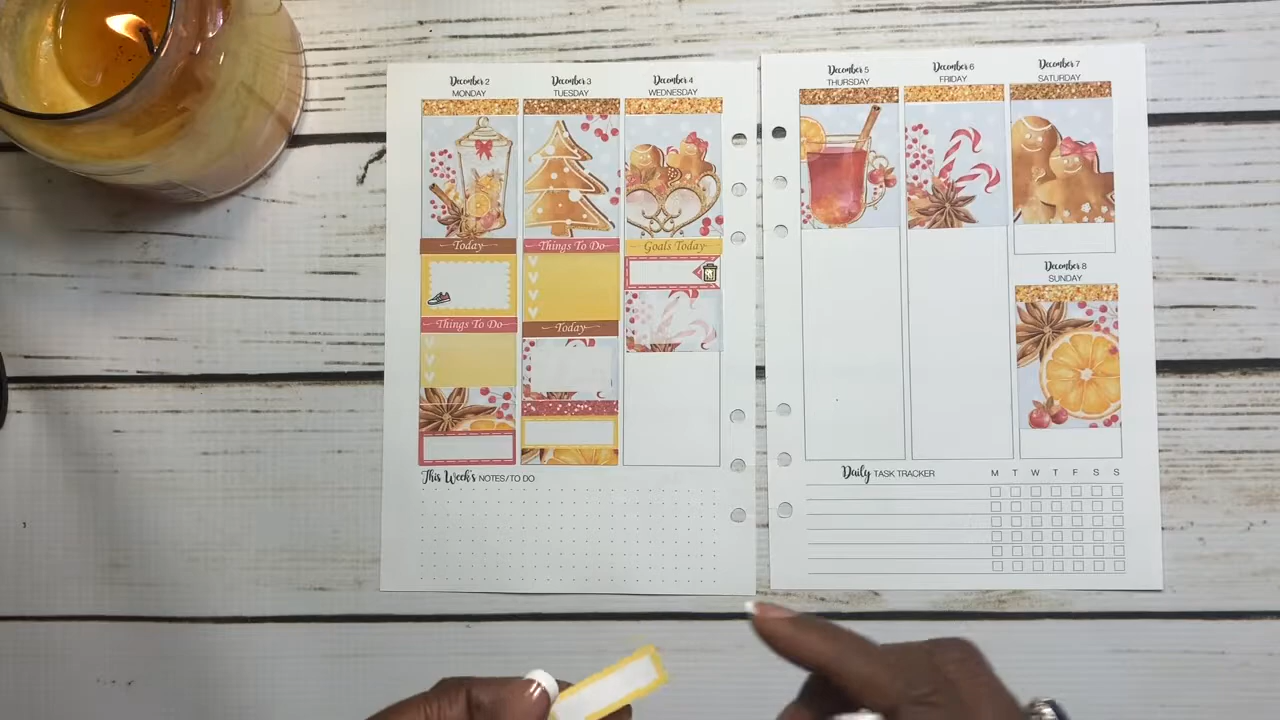 December 2
MONDAY
December 3
TUESDAY
December 4
WEDNESDAY
Today
Things To Do
Goals Today
Things To Do
Today
This Week's NOTES/TO DO
December 5
THURSDAY
December 6
FRIDAY
December 7
SATURDAY
December 8
SUNDAY
Daily TASK TRACKER M T W T F S S